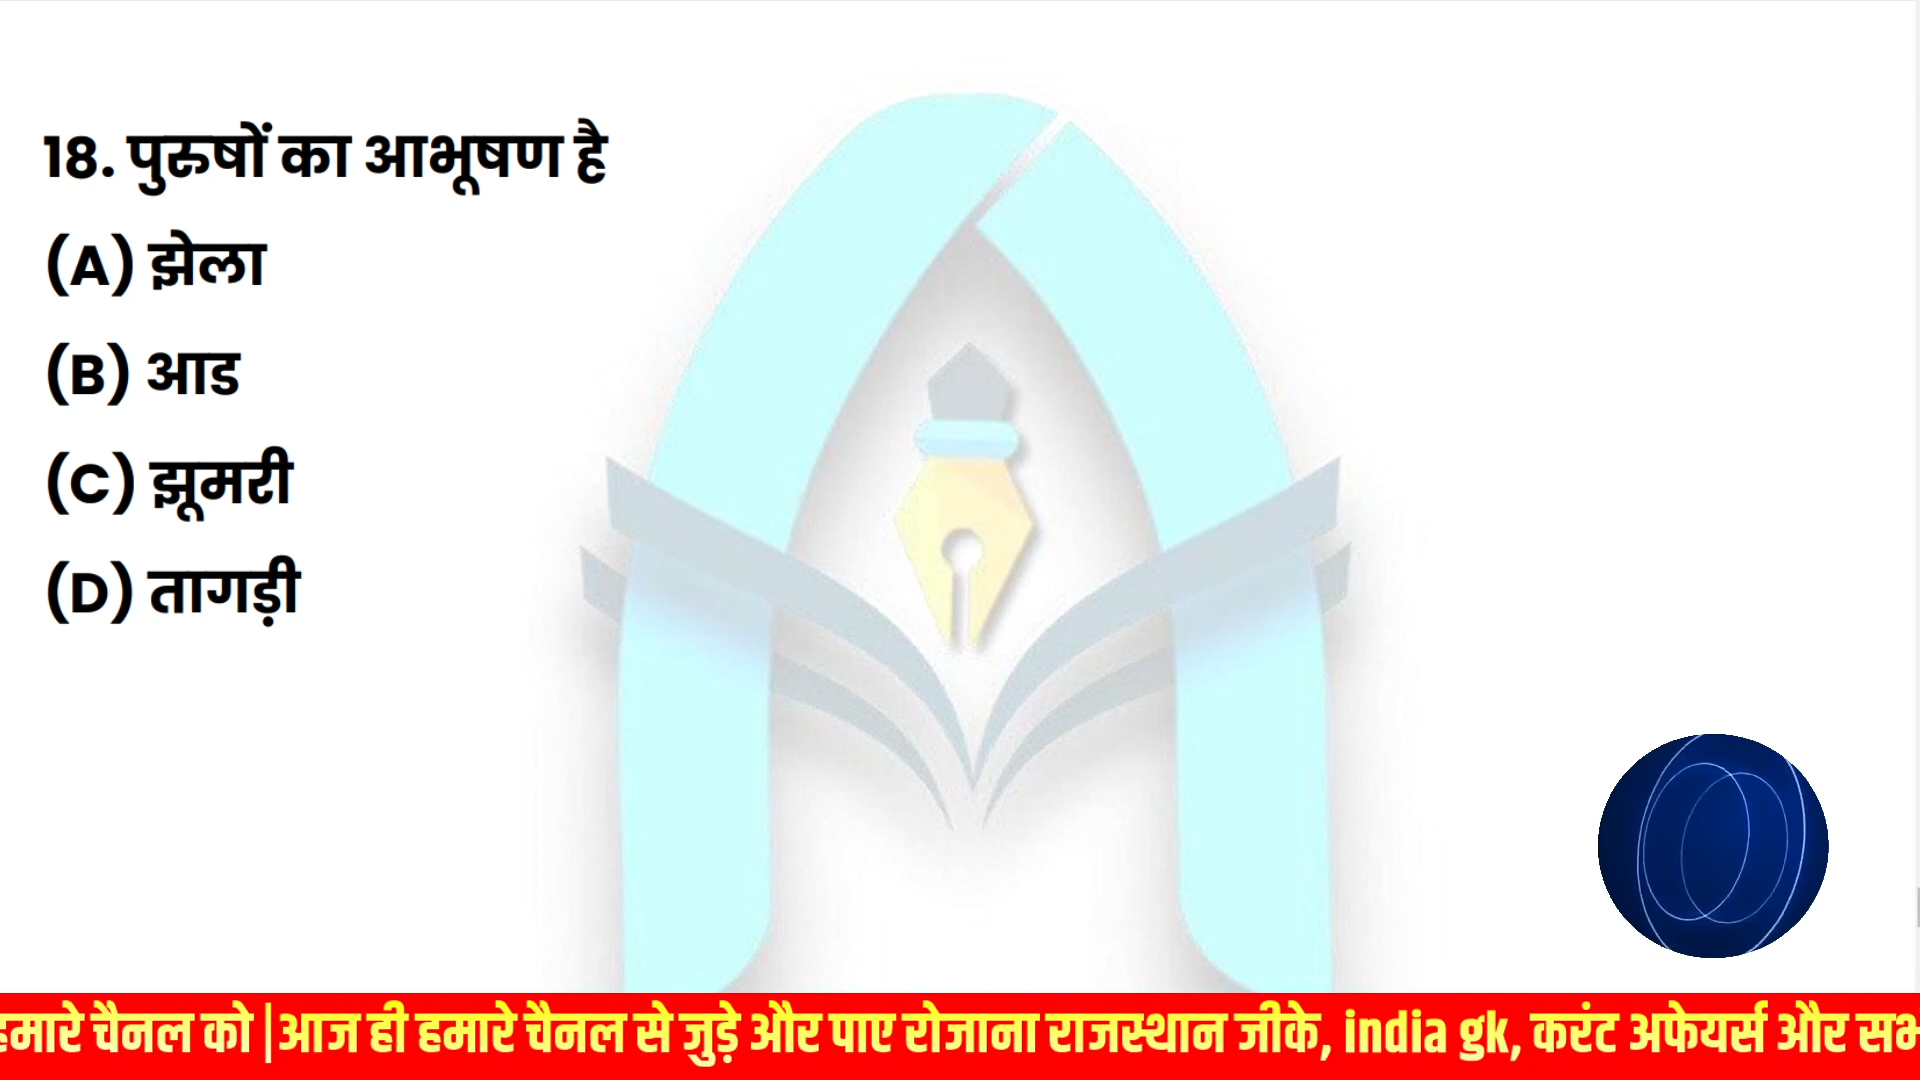 18. पुरुषों का आभूषण है
(A) झेला
(B) आड
(C) झूमरी
(D) तागड़ी
हमारे चैनल को | आज ही हमारे चैनल से जुड़े और पाए रोजाना राजस्थान जीके, india gk, करंट अफेयर्स और